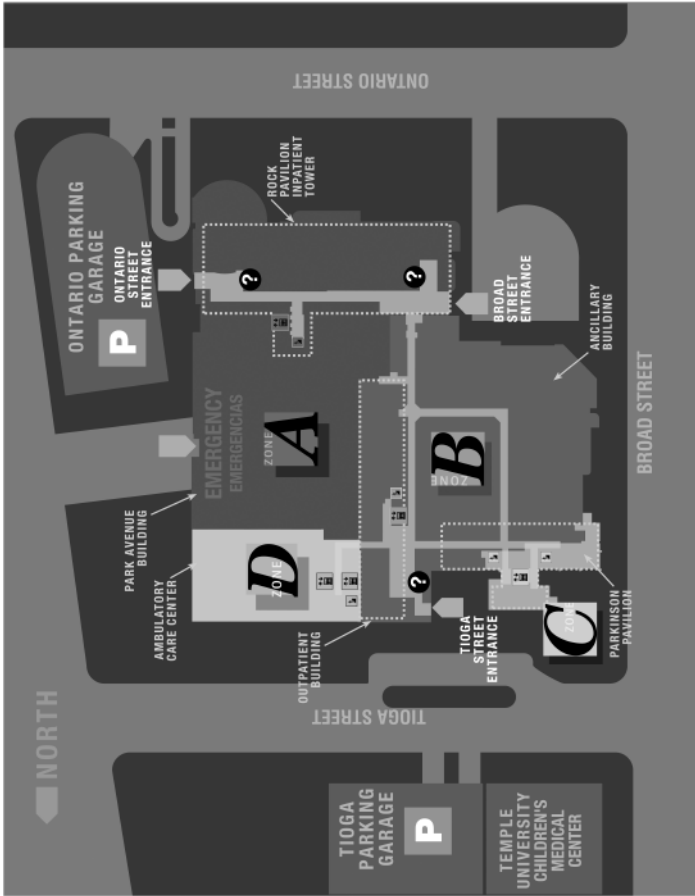 ONTARIO STREET
ONTARIO PARKING
GARAGE
P
ONTARIO
STREET
ENTRANCE
ROCK
PAVILION
INPATIENT
TOWER
?
?
BROAD
STREET
ENTRANCE
ANCILLARY
BUILDING
BROAD STREET
EMERGENCY
EMERGENCIAS
ZONE
A
ZONE
B
PARK AVENUE
BUILDING
AMBULATORY
CARE CENTER
ZONE
D
OUTPATIENT
BUILDING
?
TIOGA
STREET
ENTRANCE
ZONE
C
PARKINSON
PAVILION
TIOGA STREET
NORTH
TIOGA
PARKING
GARAGE
P
TEMPLE
UNIVERSITY
CHILDREN'S
MEDICAL
CENTER